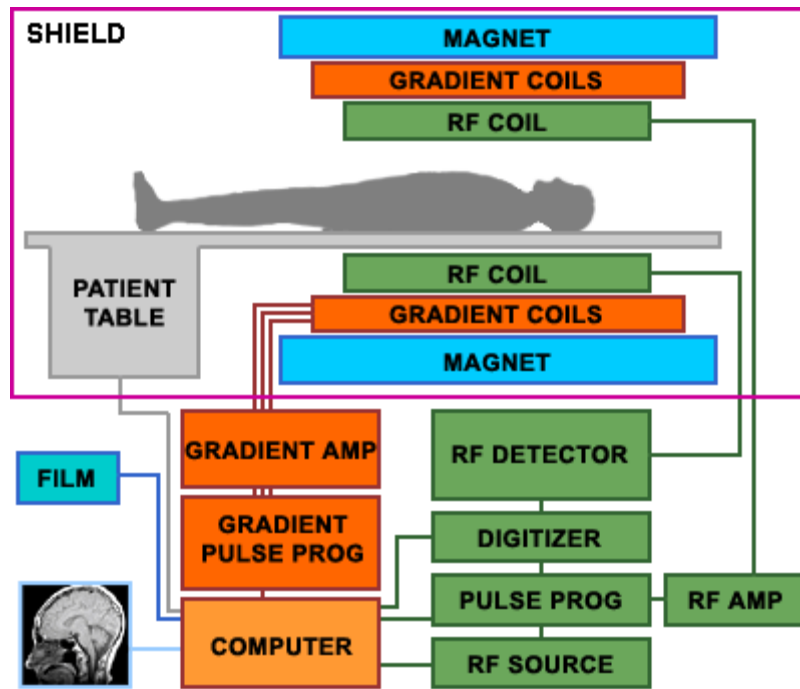 SHIELD
MAGNET
GRADIENT COILS
RF COIL
RF COIL
GRADIENT COILS
MAGNET
PATIENT
TABLE
GRADIENT AMP
RF DETECTOR
FILM
GRADIENT
PULSE PROG
DIGITIZER
PULSE PROG
RF AMP
COMPUTER
RF SOURCE